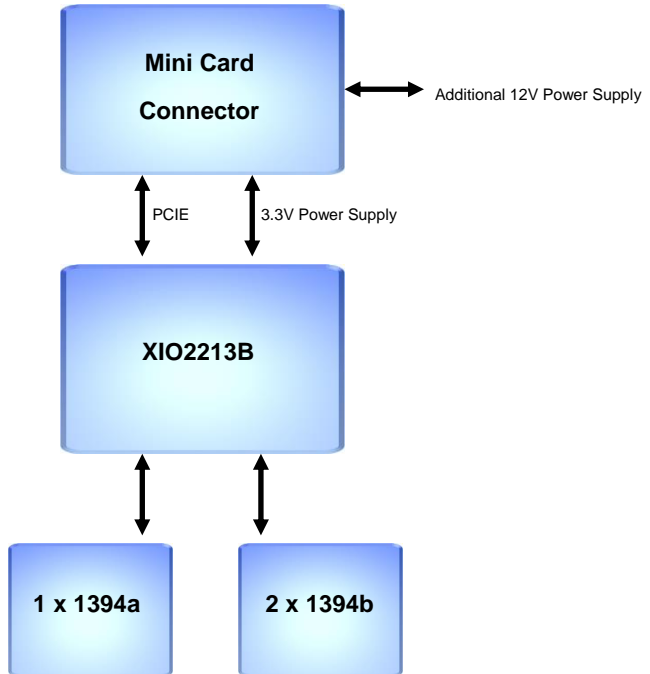 Mini Card
Connector
Additional 12V Power Supply
PCIE
3.3V Power Supply
XIO2213B
1 x 1394a
2 x 1394b